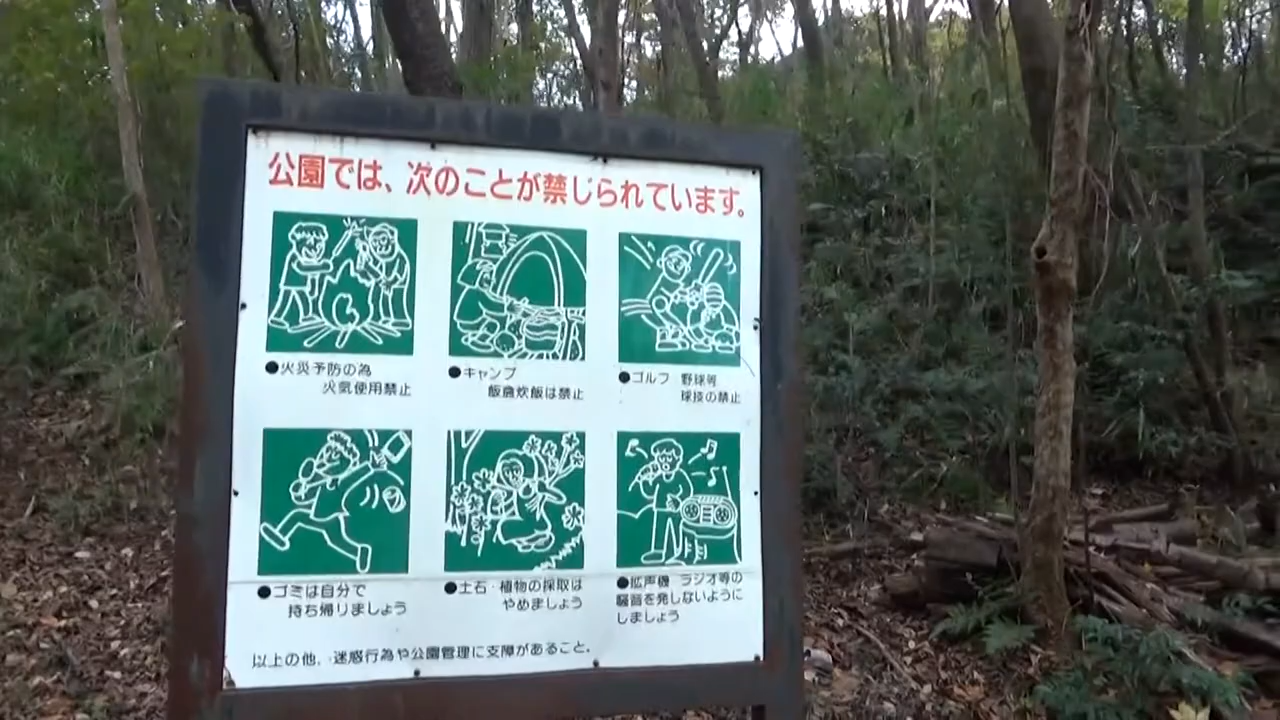 公園では、次のことが禁じられています。
●火災予防の為
火気使用禁止
●キャンプ
飯盒炊飯は禁止
●ゴルフ 野球等
球技の禁止
●ゴミは自分で
持ち帰りましょう
●土石・植物の採取は
やめましょう
●拡声機 ラジオ等の
騒音を発しないように
しましょう
以上の他、迷惑行為や公園管理に支障があること。